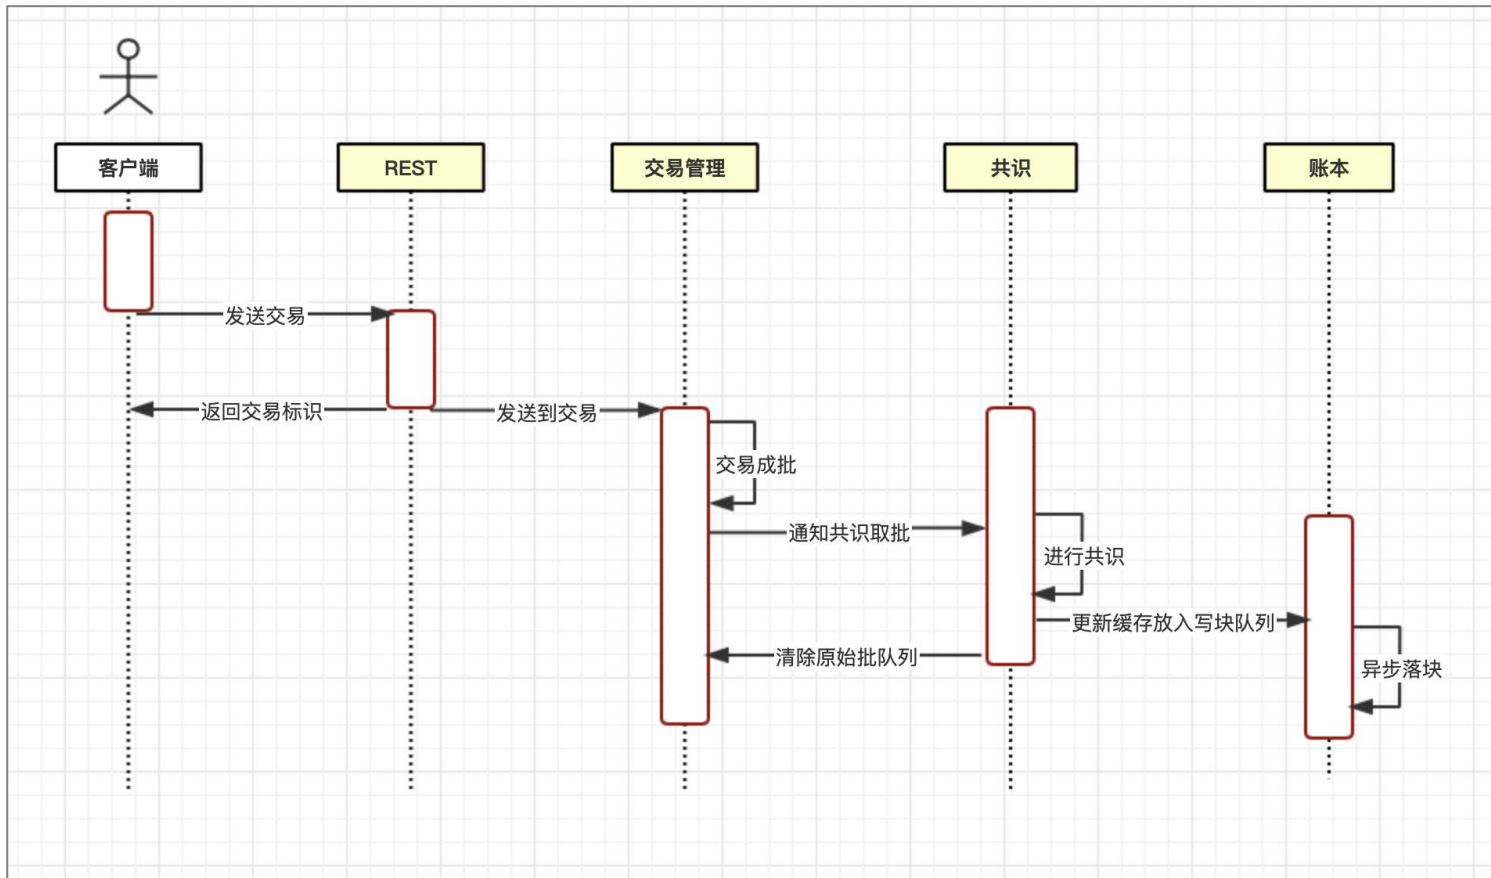 客户端
REST
交易管理
共识
账本
发送交易
返回交易标识
发送到交易
交易成批
通知共识取批
进行共识
更新缓存放入写块队列
清除原始批队列
异步落块